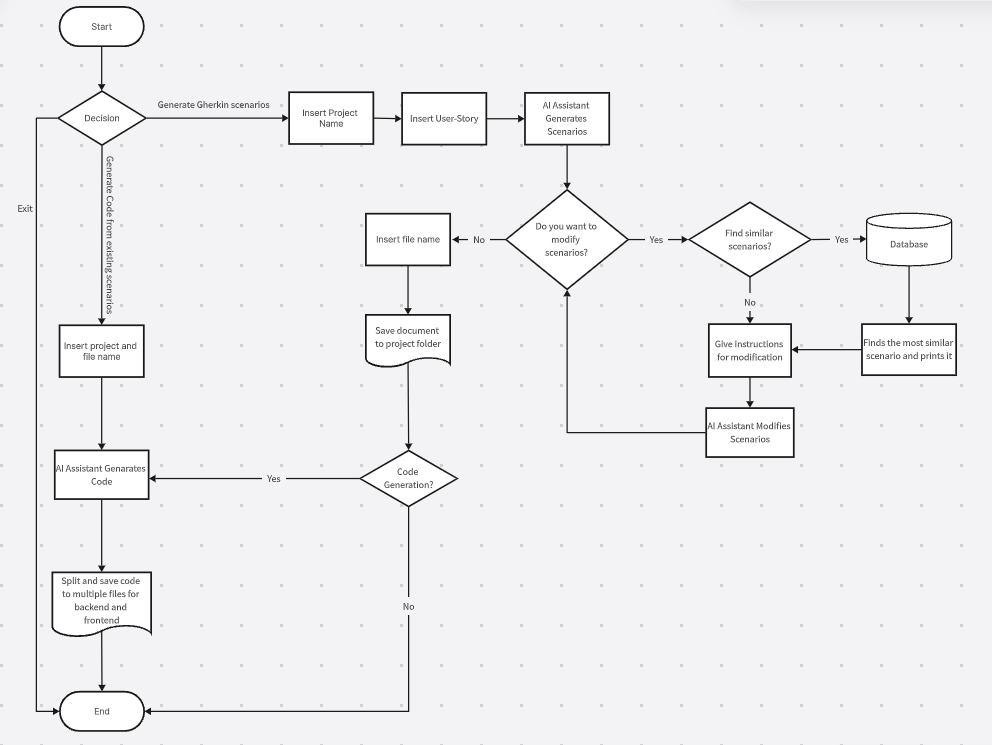 Start
Decision
Generate Gherkin scenarios
Insert Project
Name
Insert User-Story
AI Assistant
Generates
Scenarios
Exit
Generate Code from existing scenarios
Insert file name
No
Do you want to
modify
scenarios?
Yes
Find similar
scenarios?
Yes
Database
No
Save document
to project folder
Insert project and
file name
Give Instructions
for modification
Finds the most similar
scenario and prints it
AI Assistant Modifies
Scenarios
AI Assistant Genarates
Code
Yes
Code
Generation?
Split and save code
to multiple files for
backend and
frontend
No
End